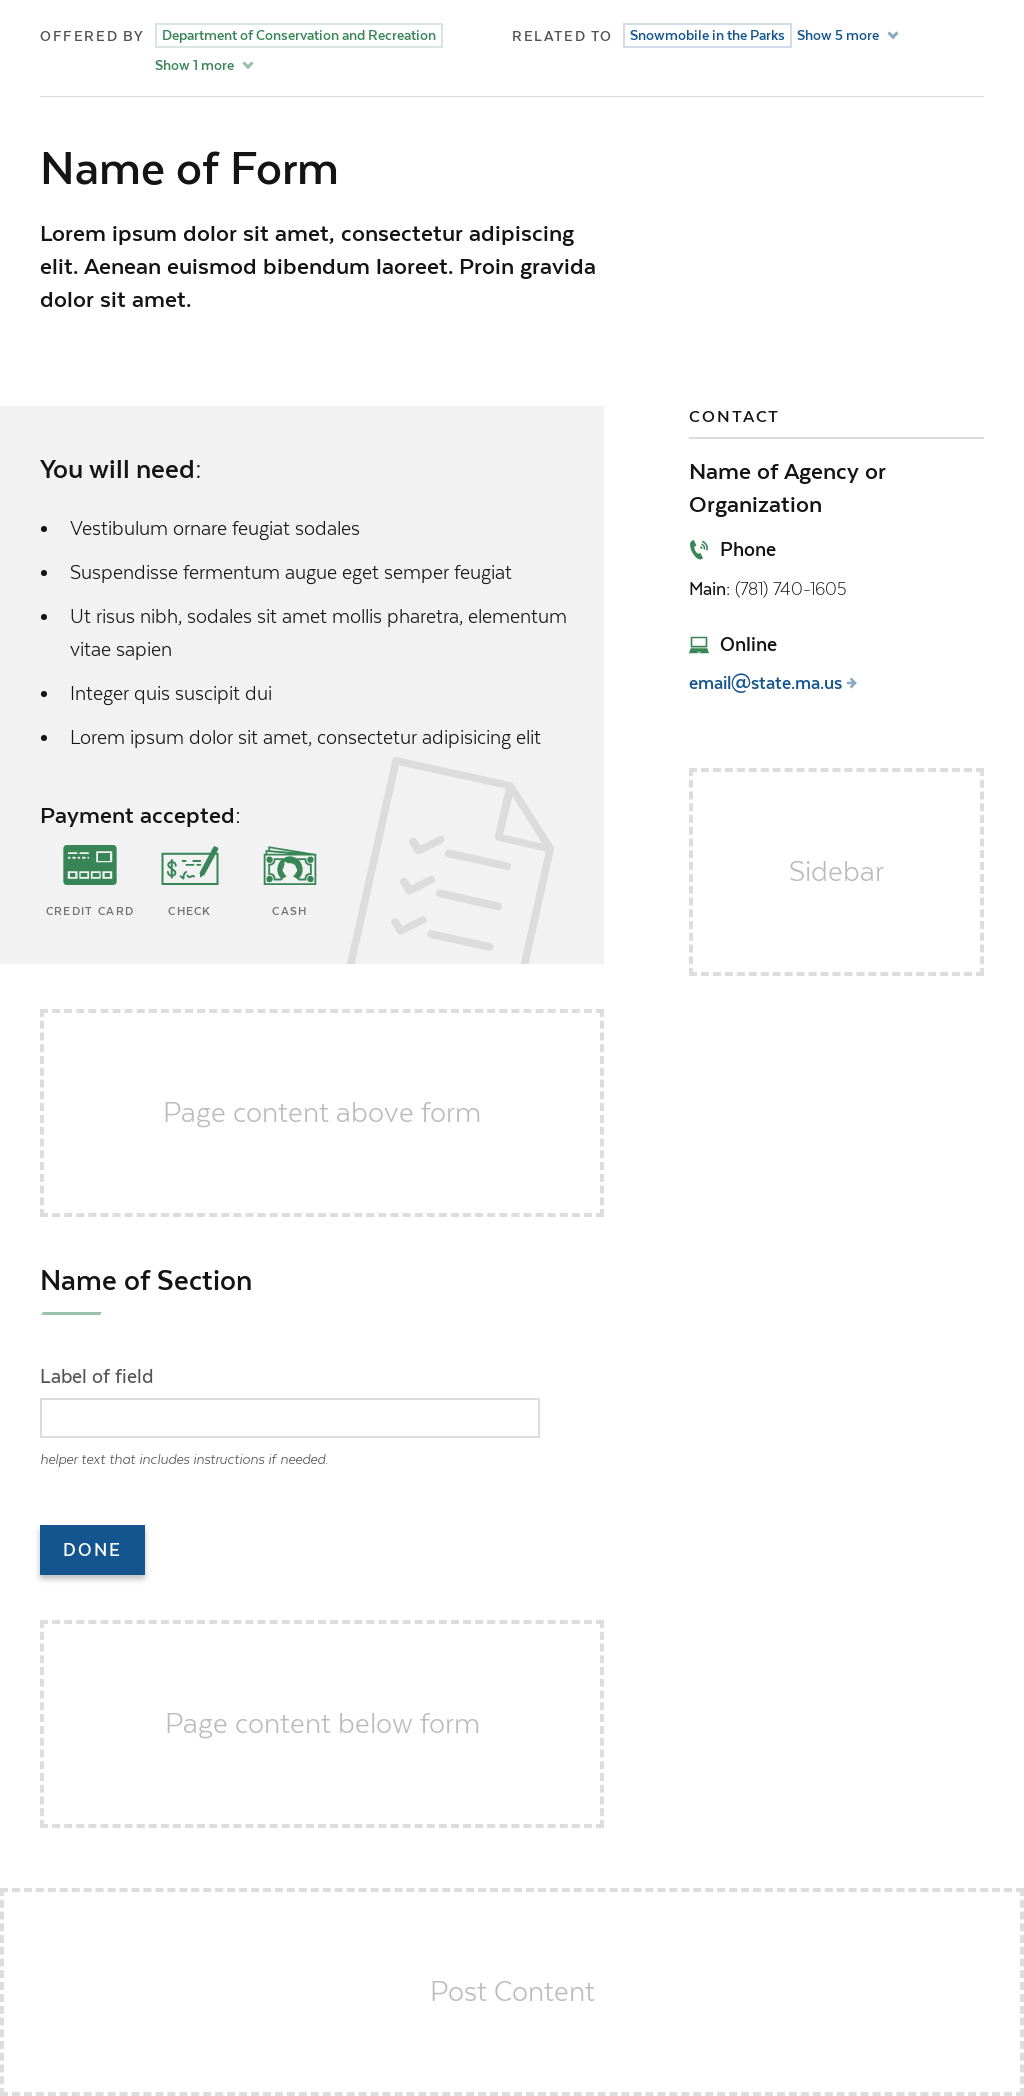 OFFERED BY Department of Conservation and Recreation
Show 1 more
RELATED TO Snowmobile in the Parks Show 5 more
Name of Form
Lorem ipsum dolor sit amet, consectetur adipiscing
elit. Aenean euismod bibendum laoreet. Proin gravida
dolor sit amet.
You will need:
Vestibulum ornare feugiat sodales
Suspendisse fermentum augue eget semper feugiat
Ut risus nibh, sodales sit amet mollis pharetra, elementum
vitae sapien
Integer quis suscipit dui
Lorem ipsum dolor sit amet, consectetur adipisicing elit
Payment accepted:
CREDIT CARD CHECK CASH
CONTACT
Name of Agency or
Organization
Phone
Main: (781) 740-1605
Online
email@state.ma.us
Sidebar
Page content above form
Name of Section
Label of field
helper text that includes instructions if needed.
DONE
Page content below form
Post Content